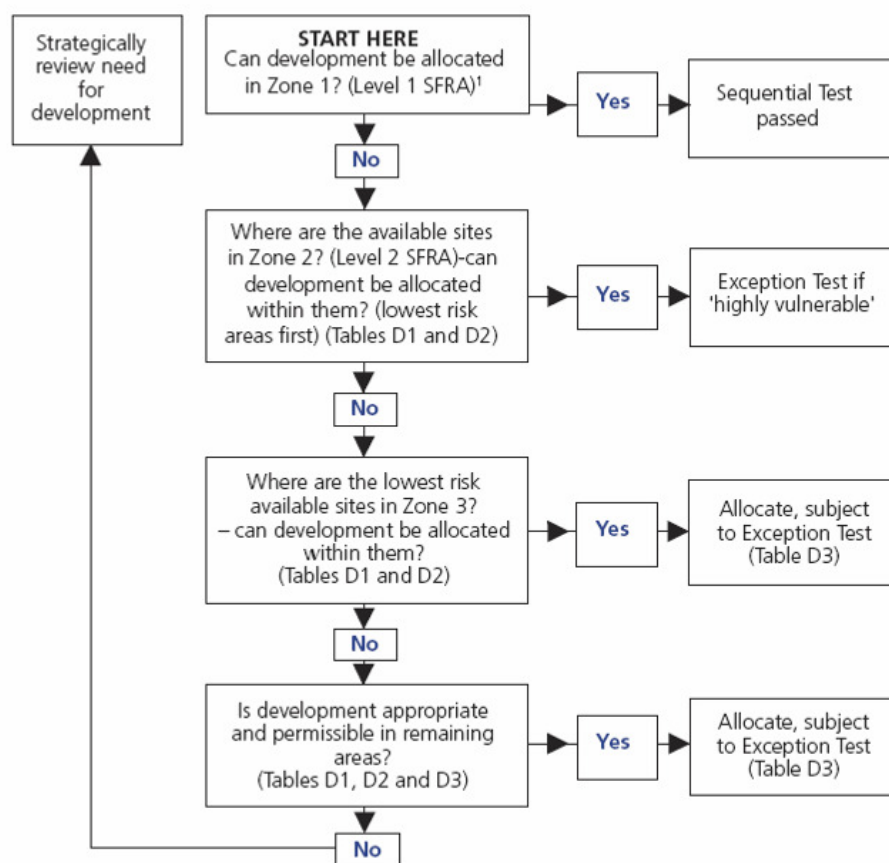 Strategically
review need
for
development
START HERE
Can development be allocated
in Zone 1? (Level 1 SFRA)¹
Yes
Sequential Test
passed
No
Where are the available sites
in Zone 2? (Level 2 SFRA)-can
development be allocated
within them? (lowest risk
areas first) (Tables D1 and D2)
Yes
Exception Test if
'highly vulnerable'
No
Where are the lowest risk
available sites in Zone 3?
– can development be allocated
within them?
(Tables D1 and D2)
Yes
Allocate, subject
to Exception Test
(Table D3)
No
Is development appropriate
and permissible in remaining
areas?
(Tables D1, D2 and D3)
Yes
Allocate, subject
to Exception Test
(Table D3)
No